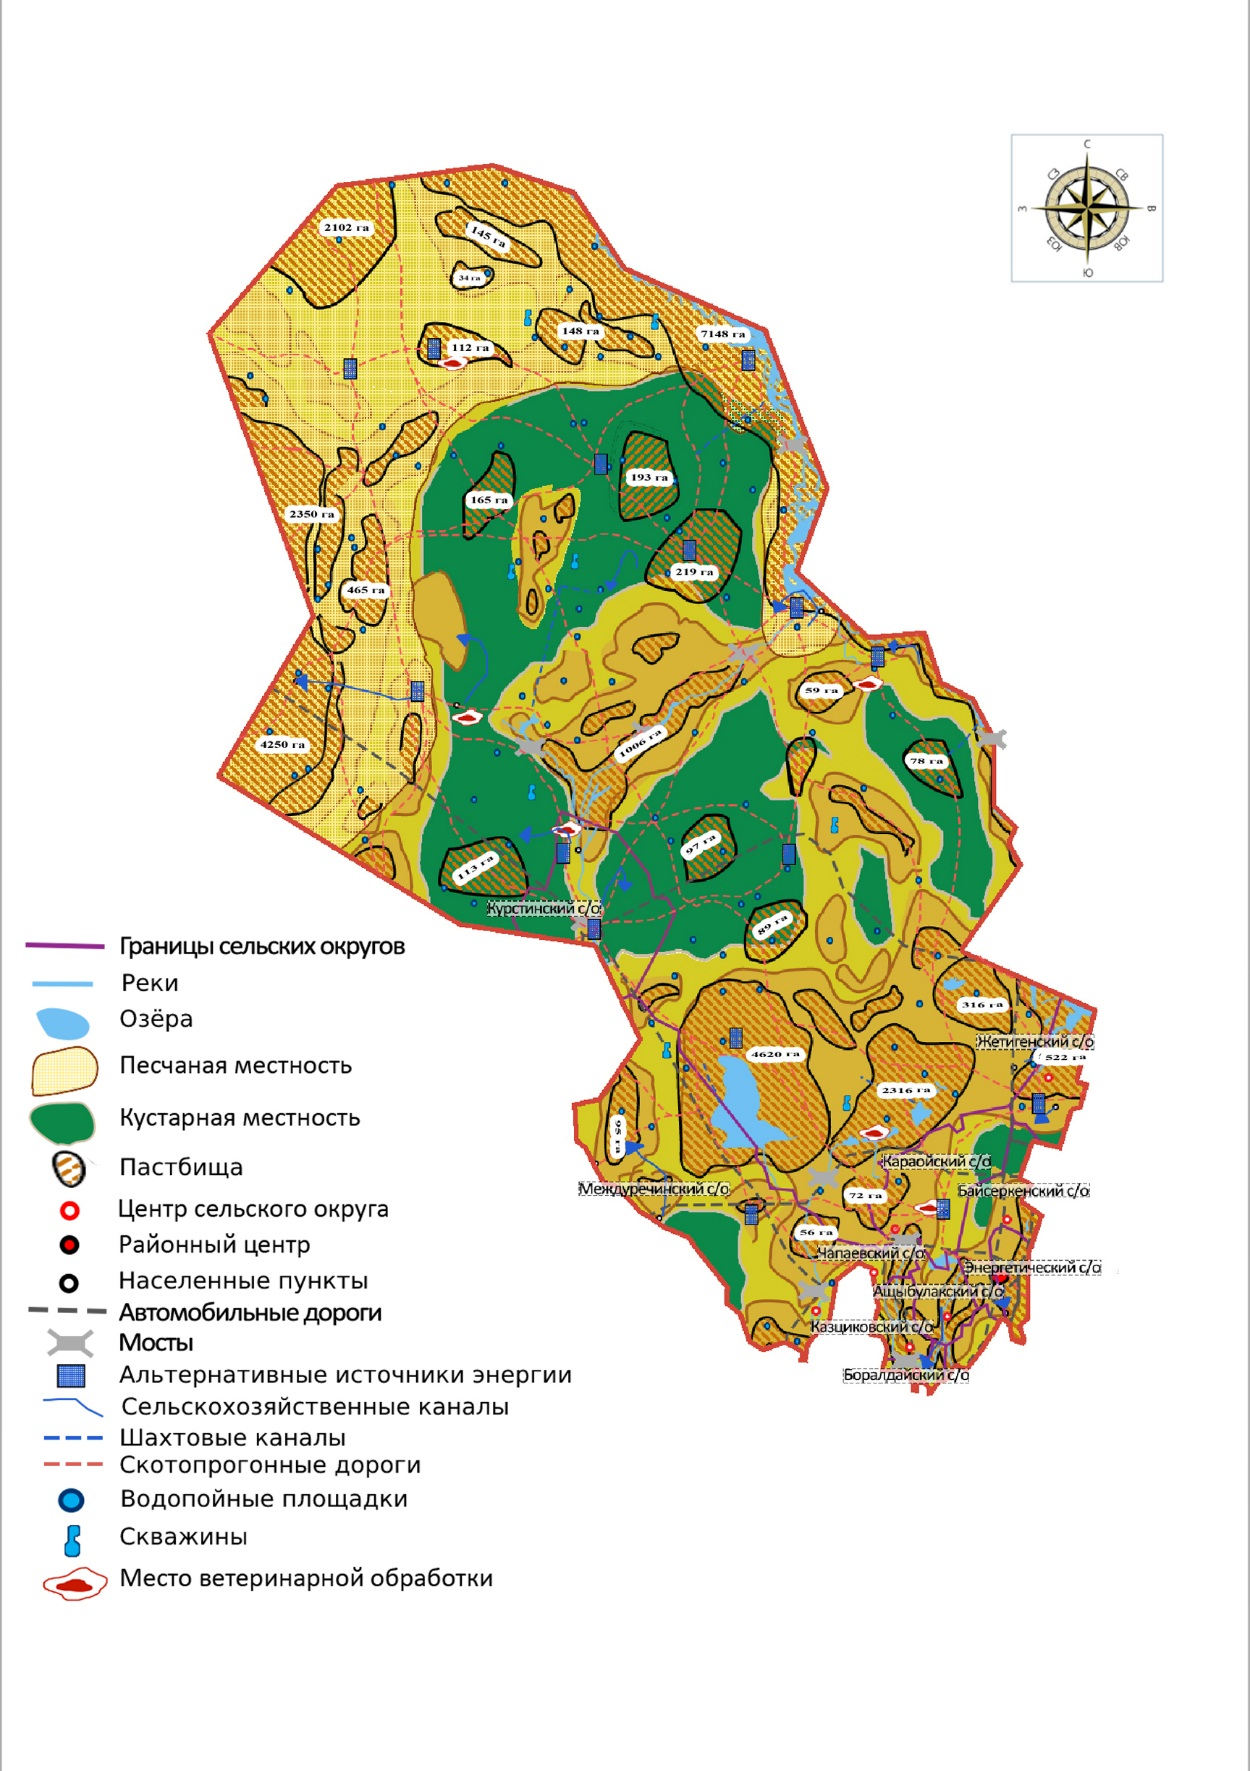 С
СЗ
СВ
З
В
ЮЗ
ЮВ
Ю
2102 га
145 га
34 га
148 га
7148 га
112 га
193 га
165 га
2350 га
219 га
465 га
59 га
1006 га
4250 га
78 га
97 га
113 га
Курстинский с/о
89 га
316 га
Жетигенский с/о
4620 га
522 га
2316 га
95 га
Караойский с/о
Междуреченский с/о
Байсеркенский с/о
72 га
56 га
Чапаевский с/о
Энергетический с/о
Ащыбулакский с/о
Казциковский с/о
Боралдайский с/о
Границы сельских округов
Реки
Озёра
Песчаная местность
Кустарная местность
Пастбища
Центр сельского округа
Районный центр
Населенные пункты
Автомобильные дороги
Мосты
Альтернативные источники энергии
Сельскохозяйственные каналы
Шахтовые каналы
Скотопрогонные дороги
Водопойные площадки
Скважины
Место ветеринарной обработки